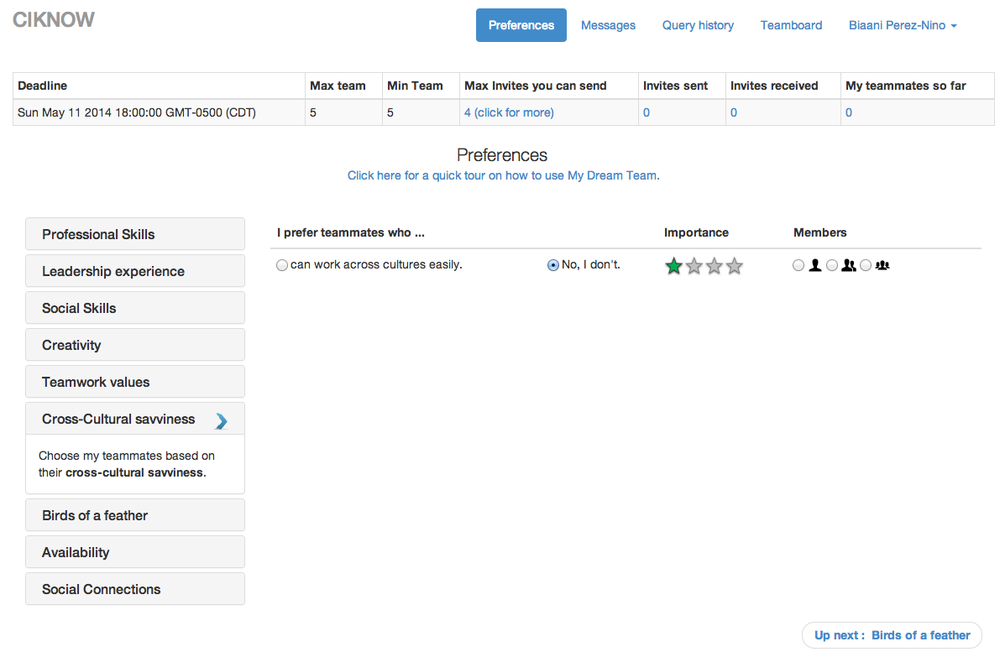 CIKNOW
Preferences Messages Query history Teamboard Biaani Perez-Nino
Deadline Max team Min Team Max Invites you can send Invites sent Invites received My teammates so far
Sun May 11 2014 18:00:00 GMT-0500 (CDT) 5 5 4 (click for more) 0 0 0
Preferences
Click here for a quick tour on how to use My Dream Team.
Professional Skills
Leadership experience
Social Skills
Creativity
Teamwork values
Cross-Cultural savviness
Choose my teammates based on
their cross-cultural savviness.
Birds of a feather
Availability
Social Connections
I prefer teammates who ... Importance Members
can work across cultures easily. No, I don't.
Up next : Birds of a feather